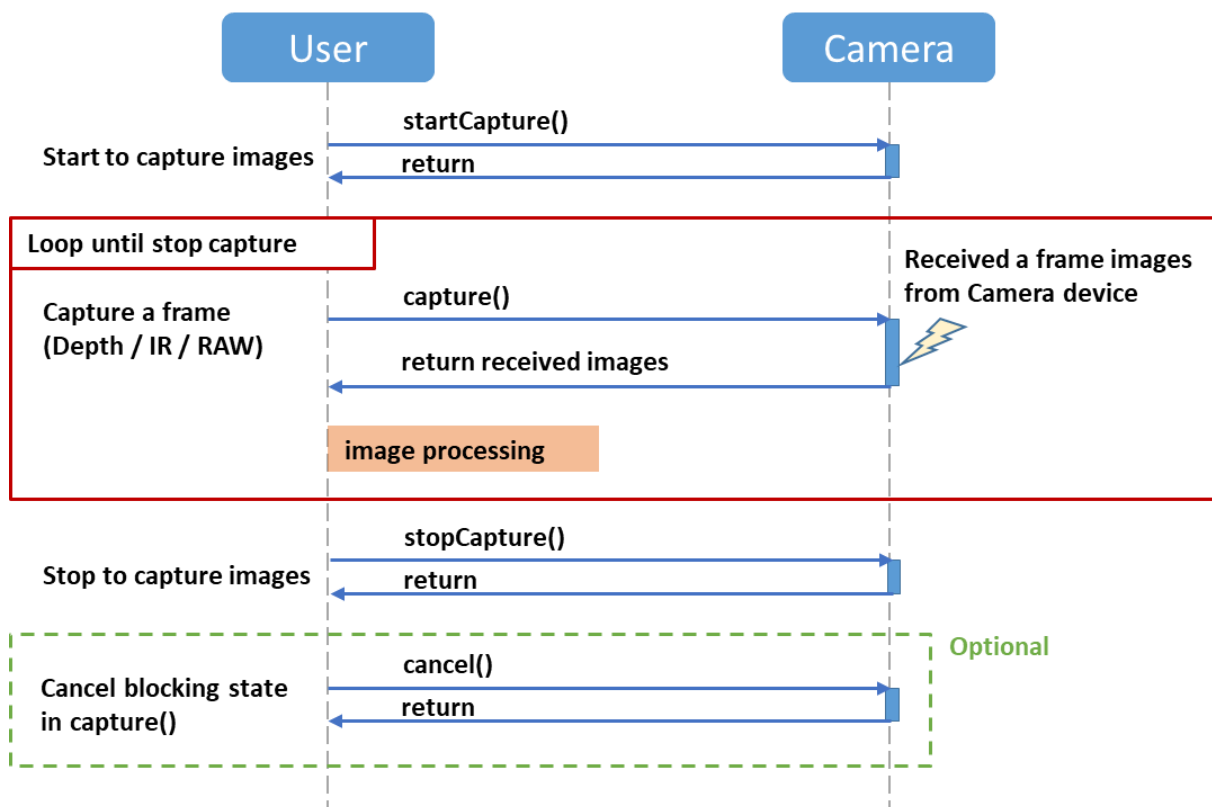 User
Camera
startCapture()
Start to capture images
return
Loop until stop capture
Received a frame images
from Camera device
capture()
Capture a frame
(Depth / IR / RAW)
return received images
image processing
stopCapture()
Stop to capture images
return
Optional
cancel()
Cancel blocking state
in capture()
return